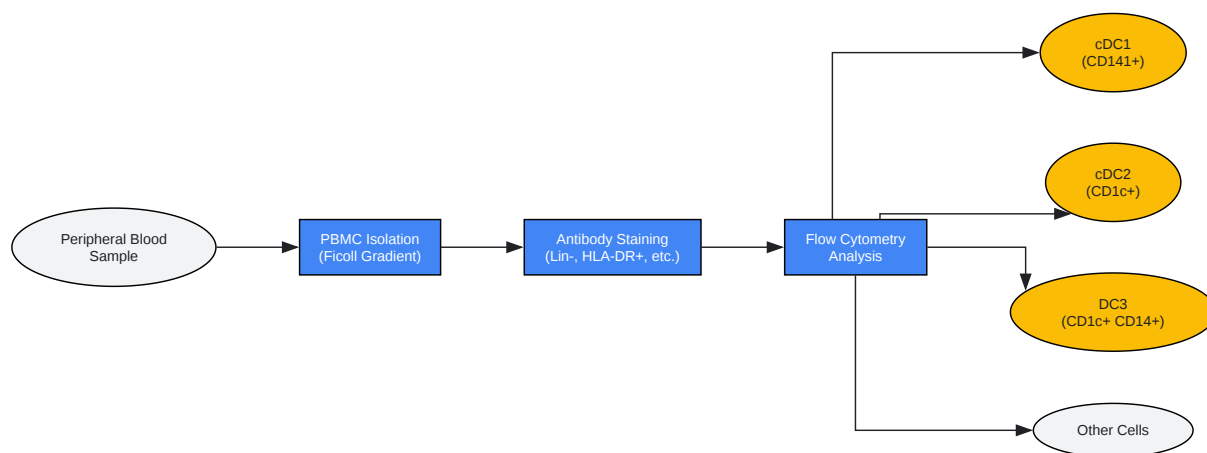 Peripheral Blood
Sample
PBMC Isolation
(Ficoll Gradient)
Antibody Staining
(Lin-, HLA-DR+, etc.)
Flow Cytometry
Analysis
cDC1
(CD141+)
cDC2
(CD1c+)
DC3
(CD1c+ CD14+)
Other Cells